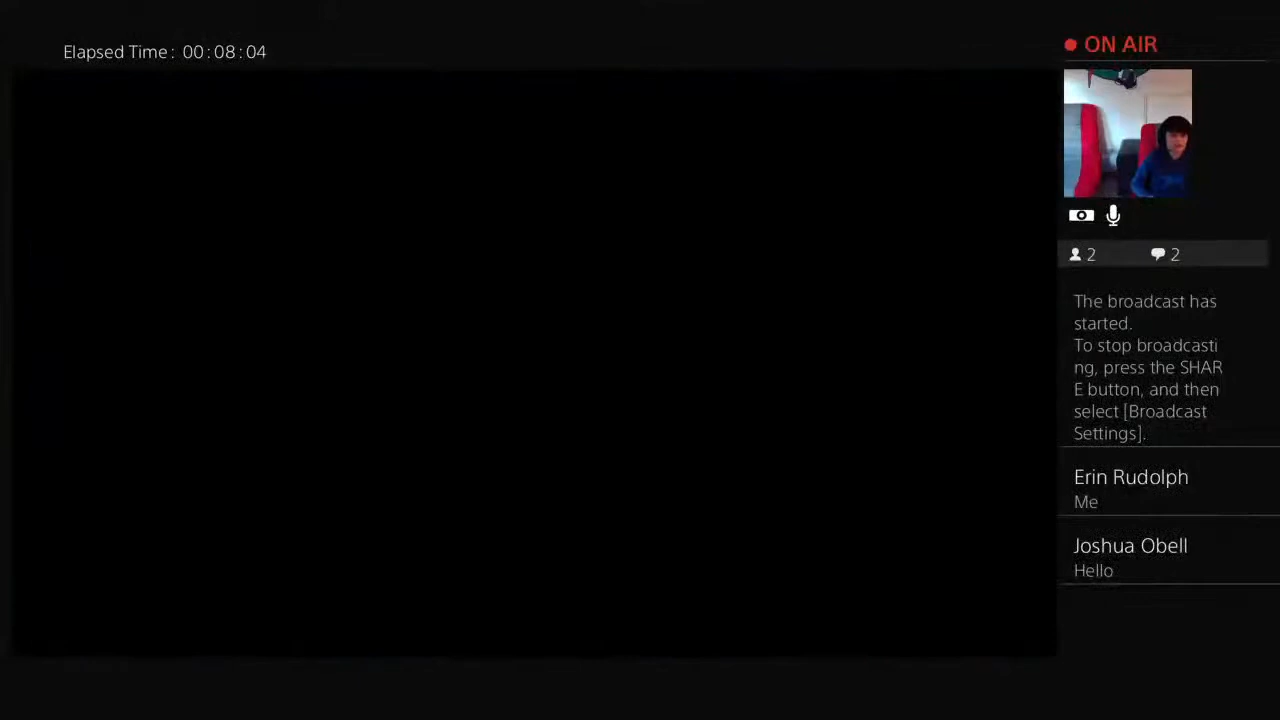 Elapsed Time: 00:08:04
ON AIR
2 2
The broadcast has
started.
To stop broadcasti
ng, press the SHAR
E button, and then
select [Broadcast
Settings].
Erin Rudolph
Me
Joshua Obell
Hello